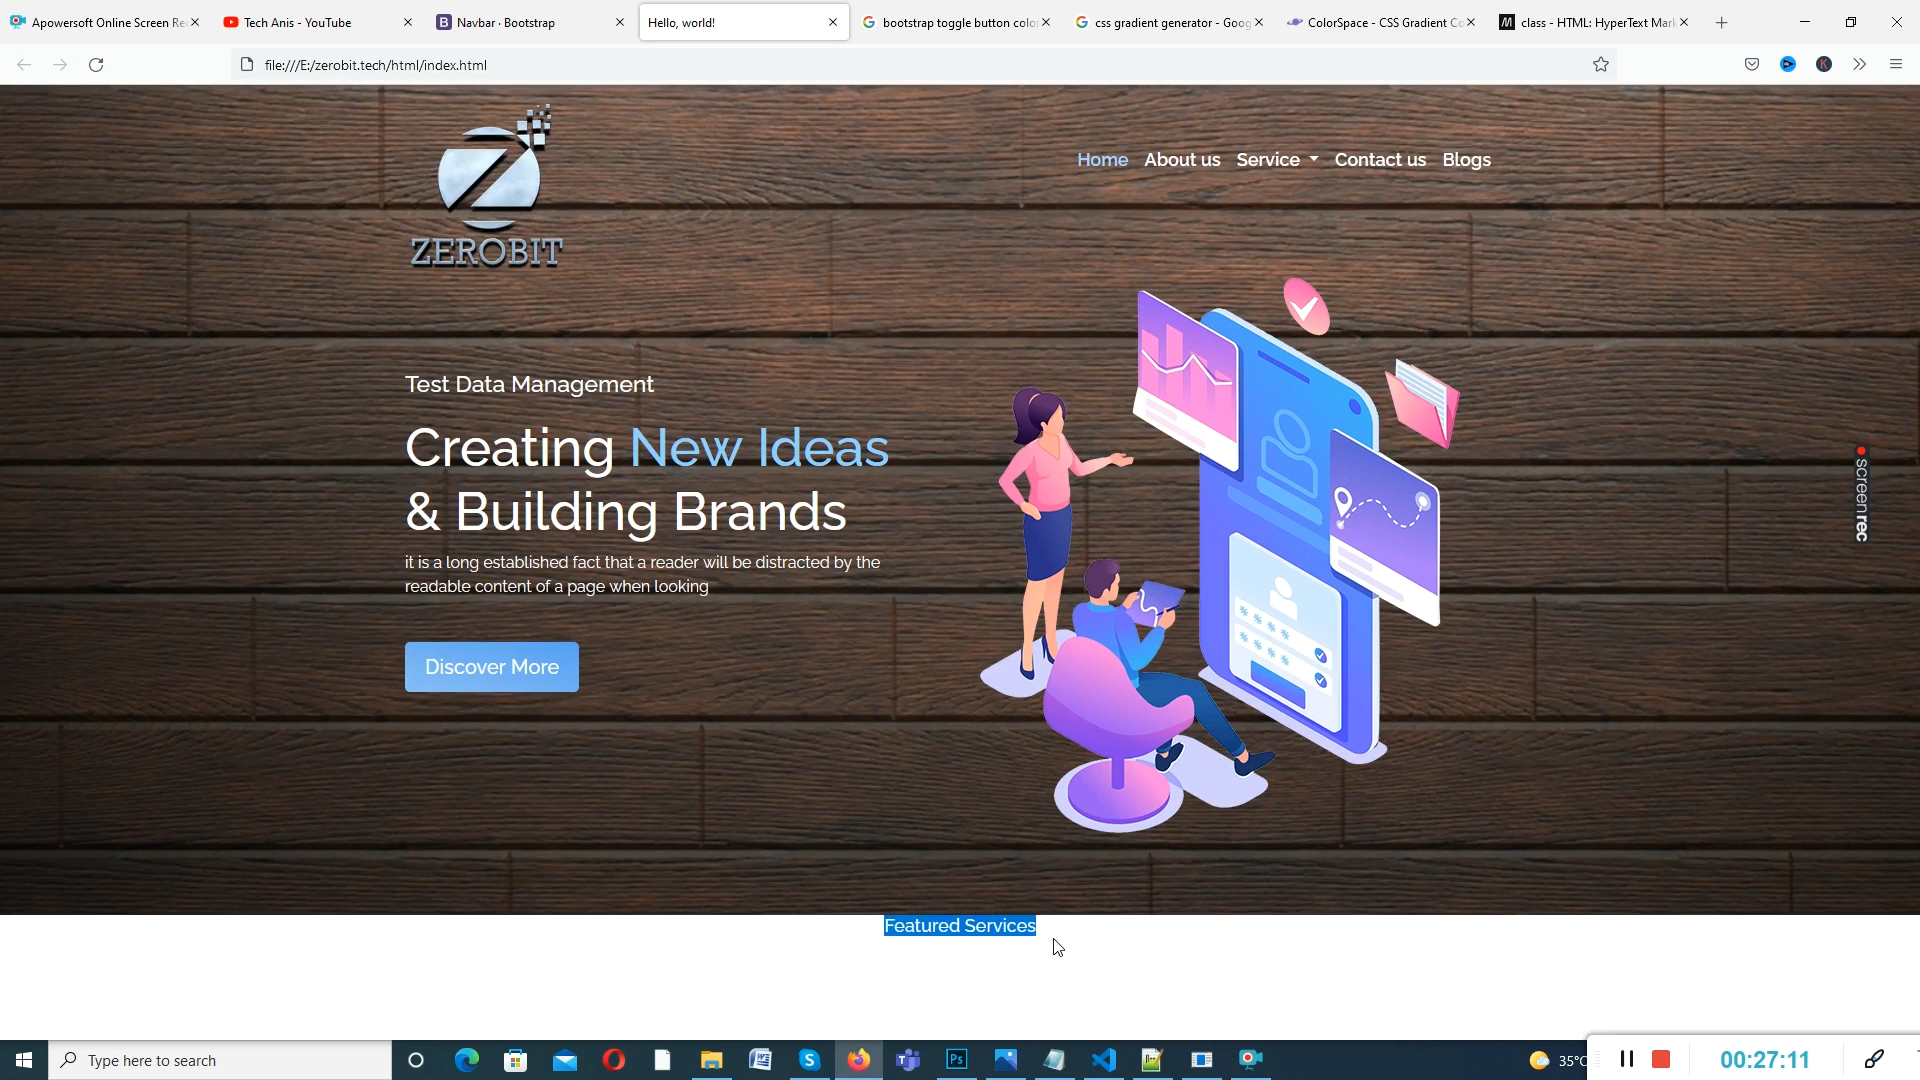 Apowersoft Online Screen Re
Tech Anis - YouTube
Navbar · Bootstrap
Hello, world!
bootstrap toggle button color
css gradient generator - Goog
ColorSpace - CSS Gradient Co
class - HTML: HyperText Mark
file:///E:/zerobit.tech/html/index.html
ZEROBIT
Home About us Service Contact us Blogs
Test Data Management
Creating New Ideas
& Building Brands
it is a long established fact that a reader will be distracted by the
readable content of a page when looking
Discover More
screenrec
Featured Services
Type here to search
35°C
00:27:11